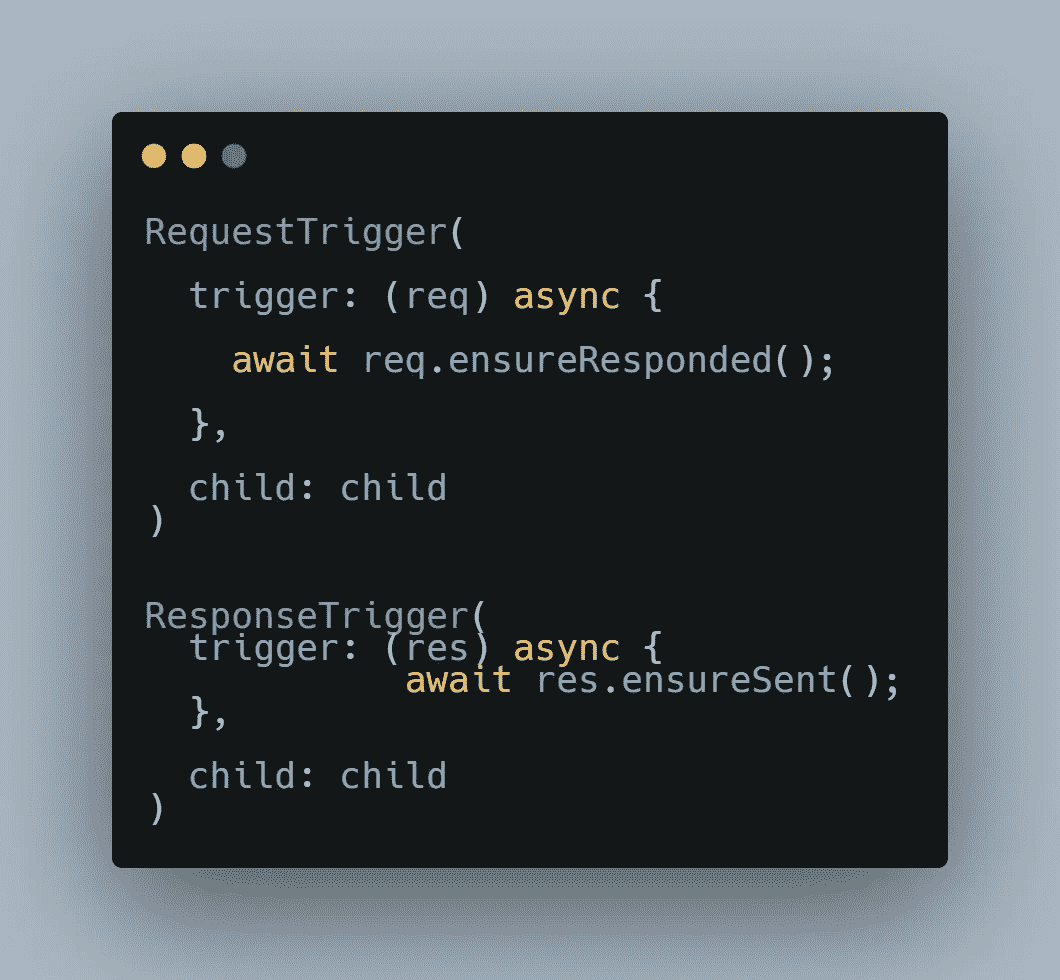 RequestTrigger(
  trigger: (req) async {
    await req.ensureResponded();
  },
  child: child
)
ResponseTrigger(
  trigger: (res) async {
            await res.ensureSent();
  },
  child: child
)